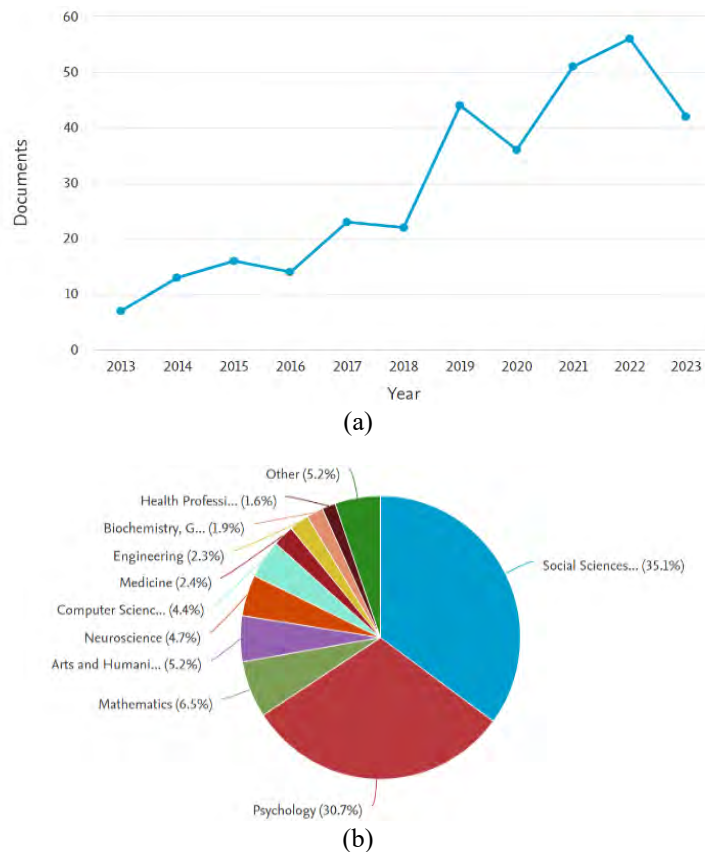 60
50
40
30
20
10
0
Documents
2013 2014 2015 2016 2017 2018 2019 2020 2021 2022 2023
Year
(a)
Other (5.2%)
Health Professi... (1.6%)
Biochemistry, G... (1.9%)
Engineering (2.3%)
Medicine (2.4%)
Computer Scienc... (4.4%)
Neuroscience (4.7%)
Arts and Humani... (5.2%)
Mathematics (6.5%)
Social Sciences... (35.1%)
Psychology (30.7%)
(b)